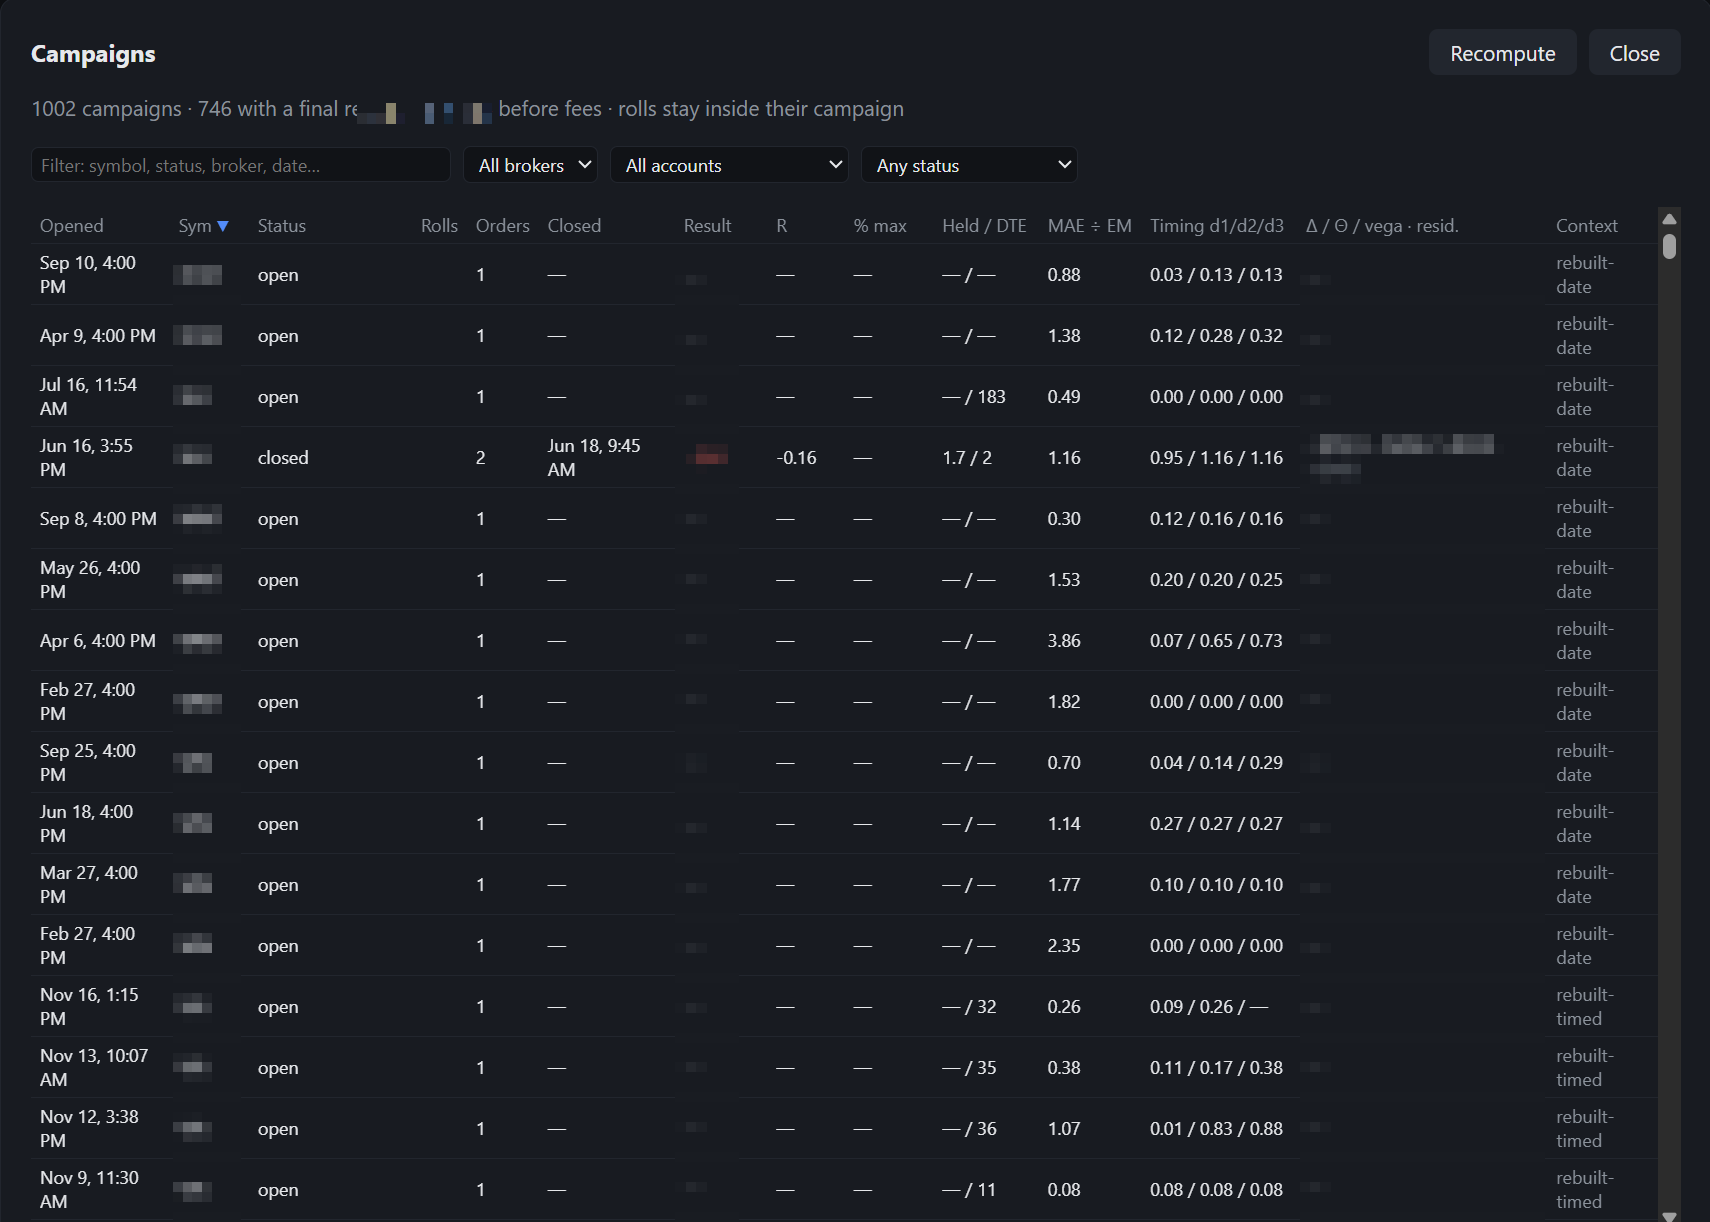 Campaigns
Recompute
Close
1002 campaigns · 746 with a final before fees · rolls stay inside their campaign
Filter: symbol, status, broker, date...
All brokers
All accounts
Any status
Opened Sym ▼ Status Rolls Orders Closed Result R % max Held / DTE MAE ÷ EM Timing d1/d2/d3 Δ / Θ / vega · resid. Context
Sep 10, 4:00 PM open 1 — — — — / — 0.88 0.03 / 0.13 / 0.13 rebuilt-date
Apr 9, 4:00 PM open 1 — — — — / — 1.38 0.12 / 0.28 / 0.32 rebuilt-date
Jul 16, 11:54 AM open 1 — — — — / 183 0.49 0.00 / 0.00 / 0.00 rebuilt-date
Jun 16, 3:55 PM closed 2 Jun 18, 9:45 AM -0.16 — 1.7 / 2 1.16 0.95 / 1.16 / 1.16 rebuilt-date
Sep 8, 4:00 PM open 1 — — — — / — 0.30 0.12 / 0.16 / 0.16 rebuilt-date
May 26, 4:00 PM open 1 — — — — / — 1.53 0.20 / 0.20 / 0.25 rebuilt-date
Apr 6, 4:00 PM open 1 — — — — / — 3.86 0.07 / 0.65 / 0.73 rebuilt-date
Feb 27, 4:00 PM open 1 — — — — / — 1.82 0.00 / 0.00 / 0.00 rebuilt-date
Sep 25, 4:00 PM open 1 — — — — / — 0.70 0.04 / 0.14 / 0.29 rebuilt-date
Jun 18, 4:00 PM open 1 — — — — / — 1.14 0.27 / 0.27 / 0.27 rebuilt-date
Mar 27, 4:00 PM open 1 — — — — / — 1.77 0.10 / 0.10 / 0.10 rebuilt-date
Feb 27, 4:00 PM open 1 — — — — / — 2.35 0.00 / 0.00 / 0.00 rebuilt-date
Nov 16, 1:15 PM open 1 — — — — / 32 0.26 0.09 / 0.26 / — rebuilt-timed
Nov 13, 10:07 AM open 1 — — — — / 35 0.38 0.11 / 0.17 / 0.38 rebuilt-timed
Nov 12, 3:38 PM open 1 — — — — / 36 1.07 0.01 / 0.83 / 0.88 rebuilt-timed
Nov 9, 11:30 AM open 1 — — — — / 11 0.08 0.08 / 0.08 / 0.08 rebuilt-timed